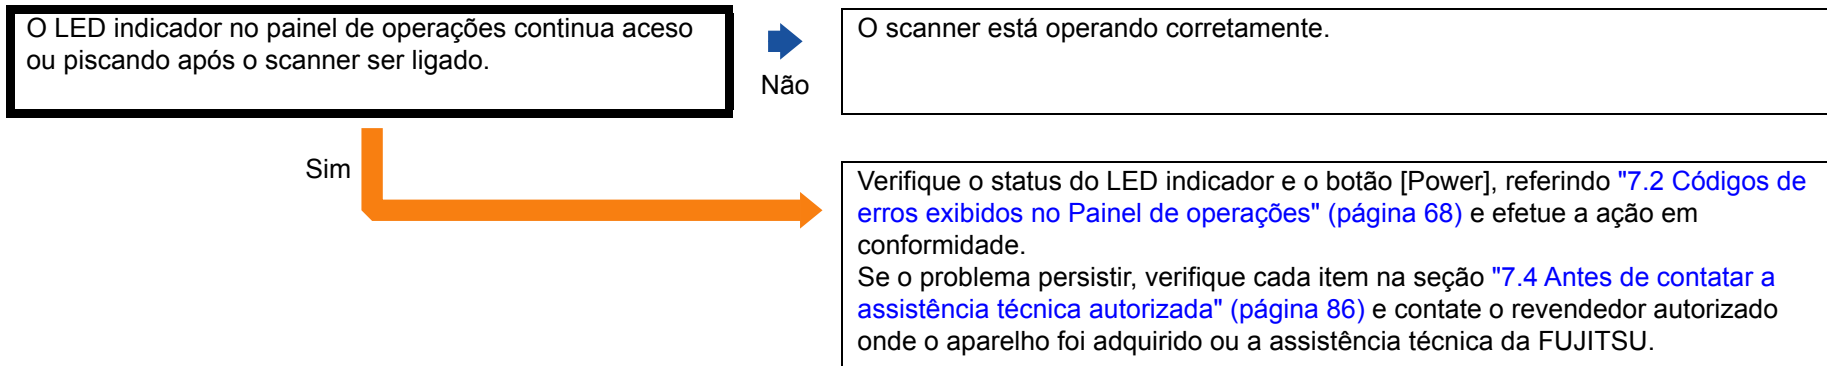 O LED indicador no painel de operações continua aceso
ou piscando após o scanner ser ligado.
Não
O scanner está operando corretamente.
Sim
Verifique o status do LED indicador e o botão [Power], referindo "7.2 Códigos de
erros exibidos no Painel de operações" (página 68) e efetue a ação em
conformidade.
Se o problema persistir, verifique cada item na seção "7.4 Antes de contatar a
assistência técnica autorizada" (página 86) e contate o revendedor autorizado
onde o aparelho foi adquirido ou a assistência técnica da FUJITSU.